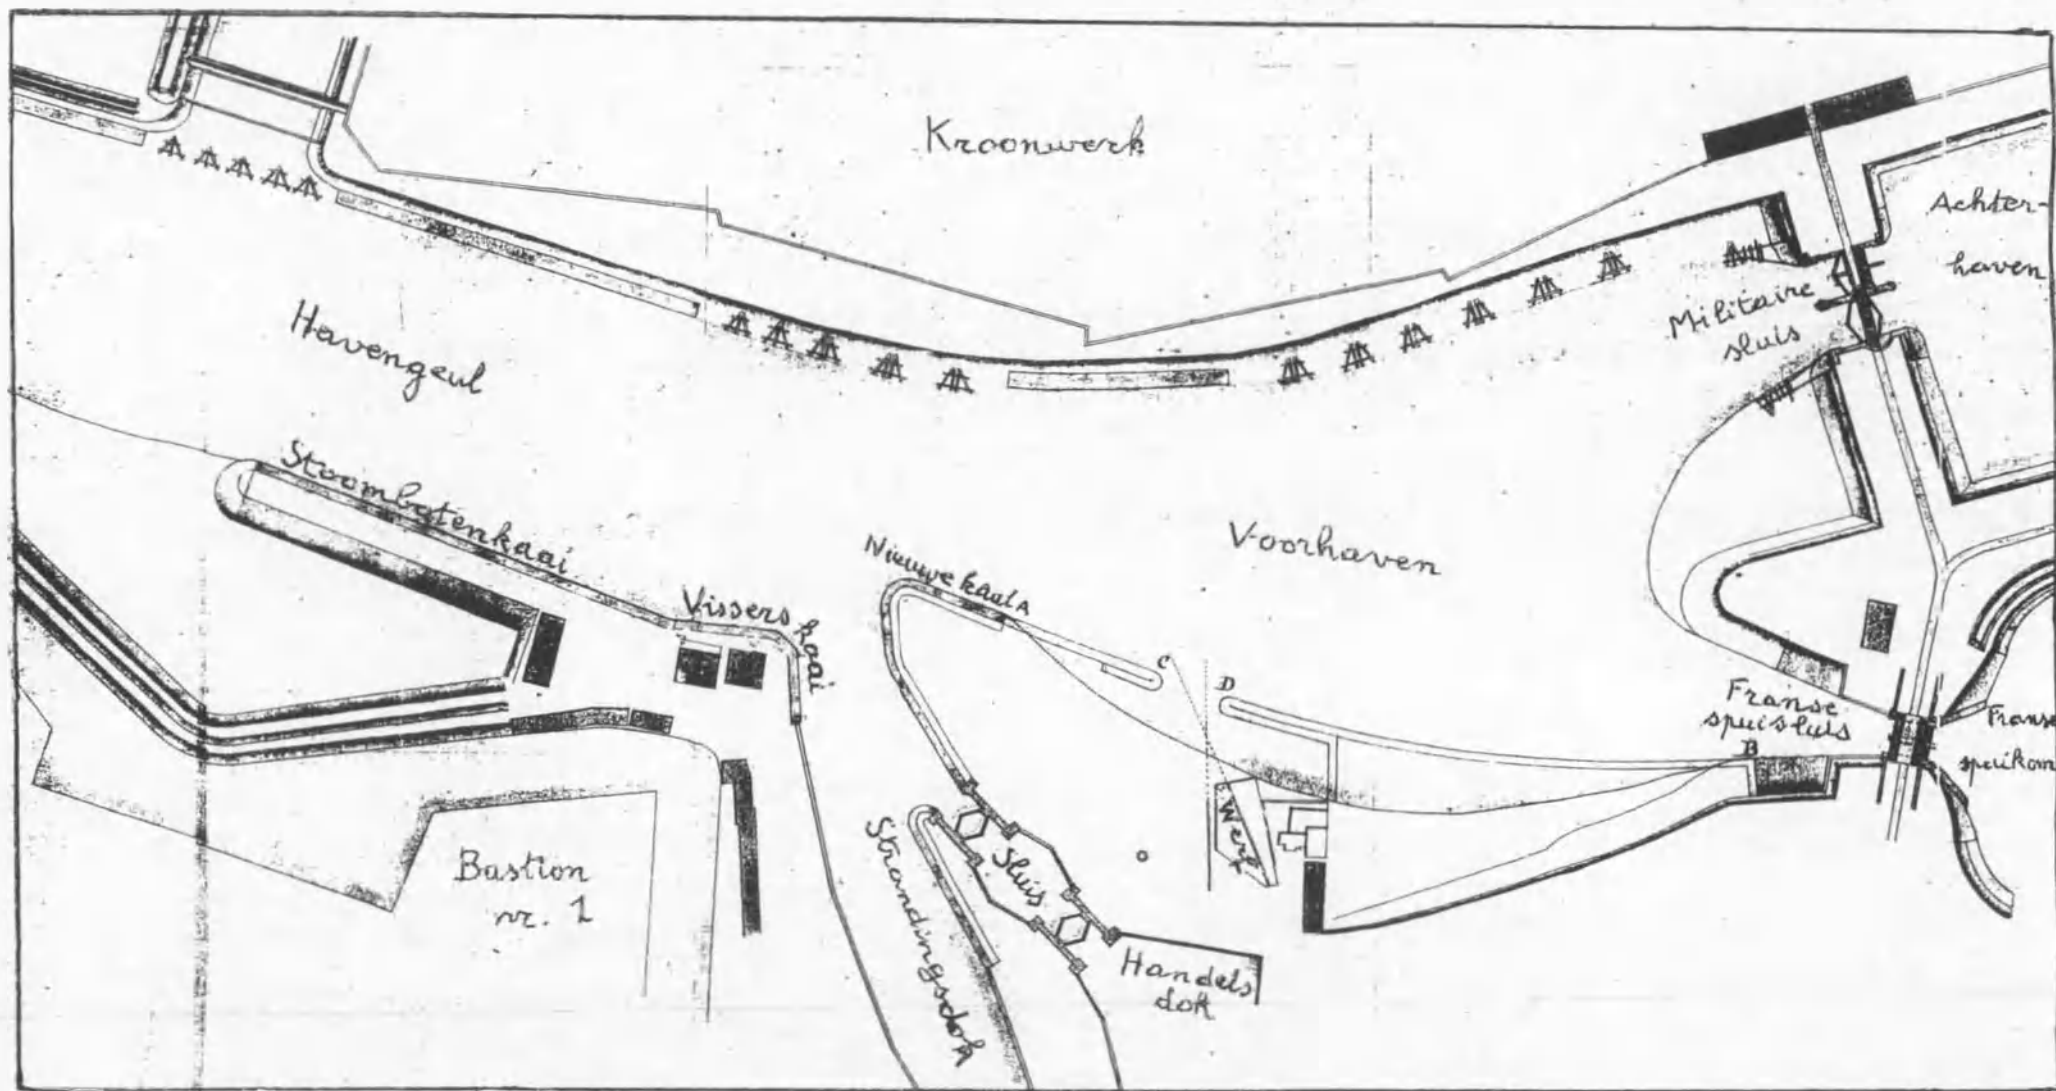 Kroonwerk
Achter-
haven
Havengeul
Militaire
sluis
Stoombotenkaai
Vissers kaai
Nieuwe kaai A
Voorhaven
C
D
Franse
spuisluis
B
Franse
spuikom
Werf
Bastion
nr. 1
Sluis
Strandingsdok
Handels
dok